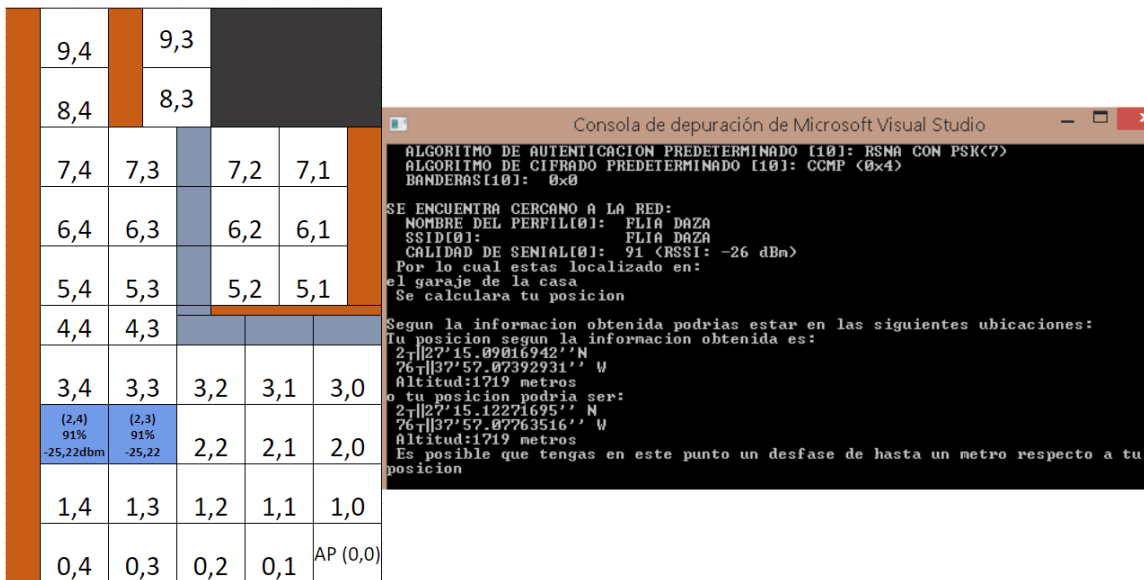 9,4 9,3
8,4 8,3
7,4 7,3 7,2 7,1
6,4 6,3 6,2 6,1
5,4 5,3 5,2 5,1
4,4 4,3
3,4 3,3 3,2 3,1 3,0
(2,4) (2,3)
91% 91%
-25,22dbm -25,22 2,2 2,1 2,0
1,4 1,3 1,2 1,1 1,0
0,4 0,3 0,2 0,1 AP (0,0)
Consola de depuración de Microsoft Visual Studio
ALGORITMO DE AUTENTICACION PREDETERMINADO [10]: RSNA CON PSK(7)
ALGORITMO DE CIFRADO PREDETERMINADO [10]: CCMP (0x4)
BANDERAS[10]: 0x0
SE ENCUENTRA CERCANO A LA RED:
NOMBRE DEL PERFIL[0]: FLIA DAZA
SSID[0]: FLIA DAZA
CALIDAD DE SENIAL[0]: 91 (RSSI: -26 dBm)
Por lo cual estas localizado en:
el garaje de la casa
Se calculara tu posicion
Segun la informacion obtenida podrias estar en las siguientes ubicaciones:
Tu posicion segun la informacion obtenida es:
2┬║27'15.09016942''N
76┬║37'57.07392931'' W
Altitud:1719 metros
o tu posicion podria ser:
2┬║27'15.12271695'' N
76┬║37'57.07763516'' W
Altitud:1719 metros
Es posible que tengas en este punto un desfase de hasta un metro respecto a tu
posicion